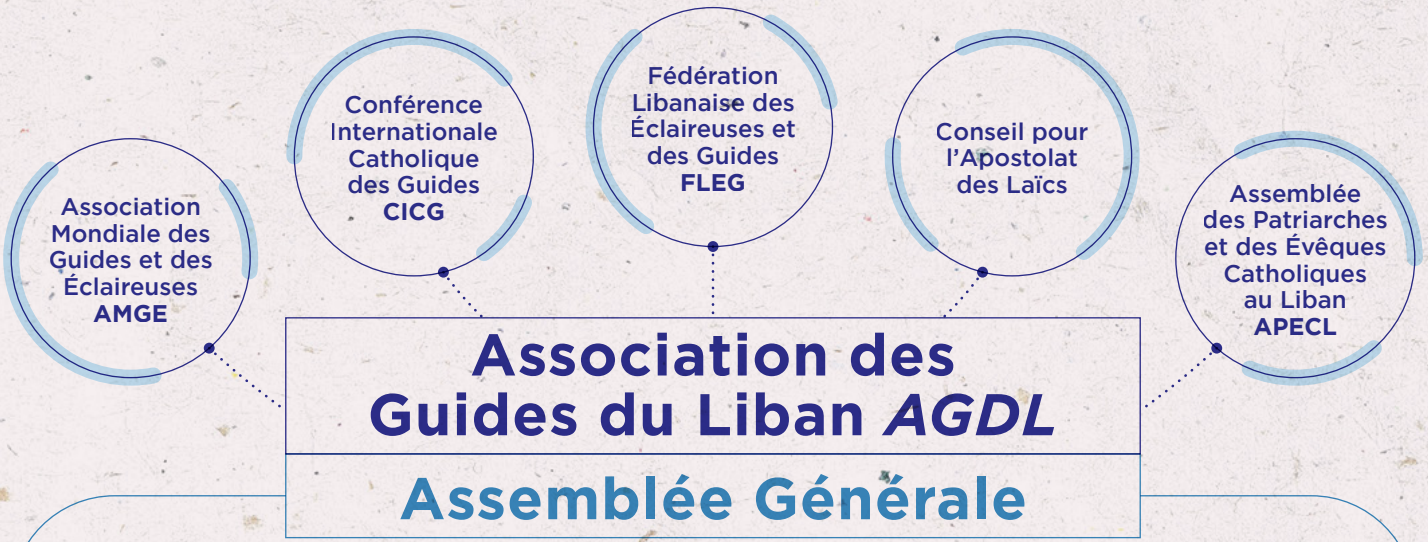 Association
Mondiale des
Guides et des
Éclaireuses
AMGE
Conférence
Internationale
Catholique
des Guides
CICG
Fédération
Libanaise des
Éclaireuses et
des Guides
FLEG
Conseil pour
l’Apostolat
des Laïcs
Assemblée
des Patriarches
et des Évêques
Catholiques
au Liban
APECL
Association des
Guides du Liban AGDL
Assemblée Générale